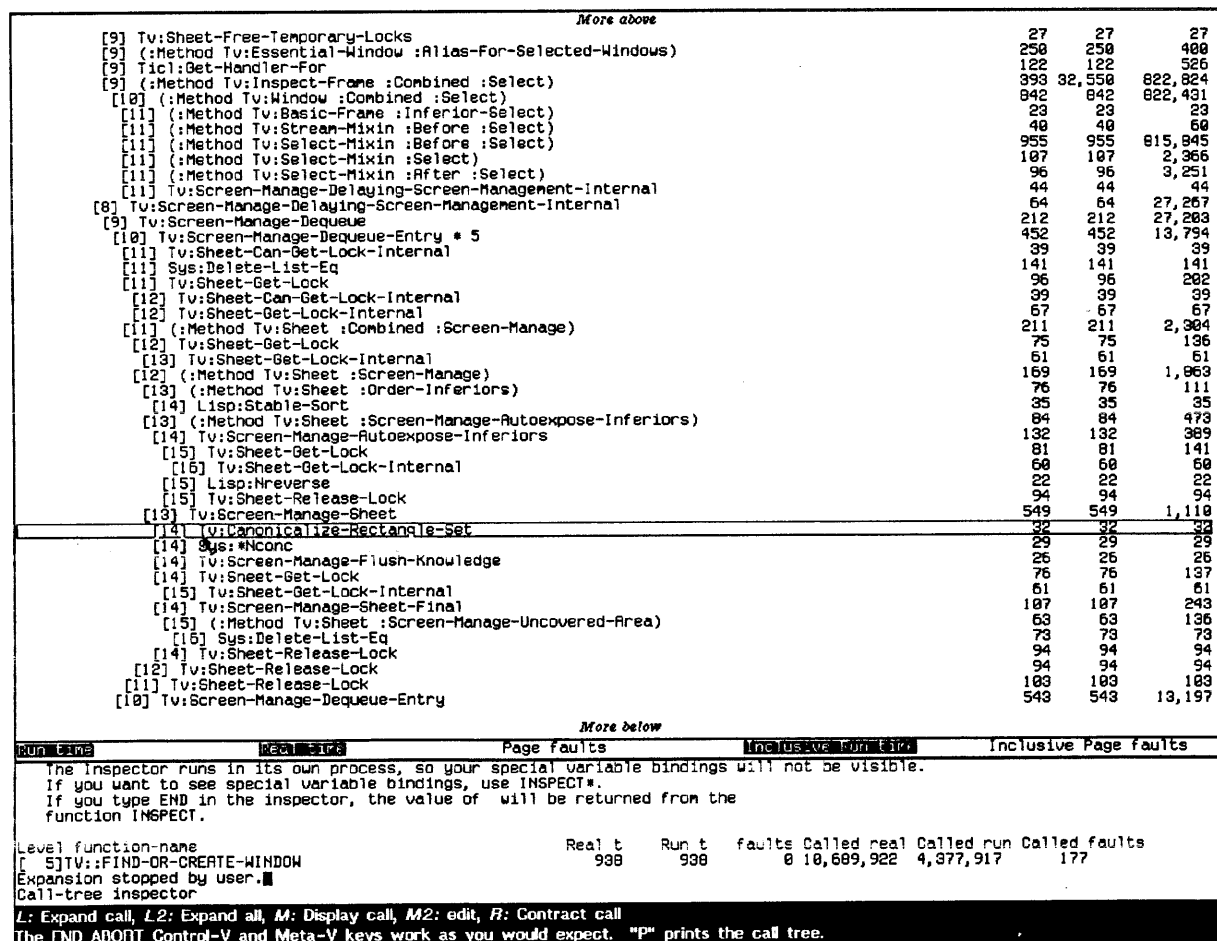 More above
[9] Tv:Sheet-Free-Temporary-Locks 27 27 27
[9] (:Method Tv:Essential-Window :Alias-For-Selected-Windows) 250 250 400
[9] Ticl:Get-Handler-For 122 122 526
[9] (:Method Tv:Inspect-Frame :Combined :Select) 393 32,550 822,824
[10] (:Method Tv:Window :Combined :Select) 842 842 822,431
[11] (:Method Tv:Basic-Frame :Inferior-Select) 23 23 23
[11] (:Method Tv:Stream-Mixin :Before :Select) 40 40 60
[11] (:Method Tv:Select-Mixin :Before :Select) 955 955 815,845
[11] (:Method Tv:Select-Mixin :Select) 107 107 2,366
[11] (:Method Tv:Select-Mixin :After :Select) 96 96 3,251
[11] Tv:Screen-Manage-Delaying-Screen-Management-Internal 44 44 44
[8] Tv:Screen-Manage-Delaying-Screen-Management-Internal 64 64 27,267
[9] Tv:Screen-Manage-Dequeue 212 212 27,203
[10] Tv:Screen-Manage-Dequeue-Entry * 5 452 452 13,794
[11] Tv:Sheet-Can-Get-Lock-Internal 39 39 39
[11] Sys:Delete-List-Eq 141 141 141
[11] Tv:Sheet-Get-Lock 96 96 202
[12] Tv:Sheet-Can-Get-Lock-Internal 39 39 39
[12] Tv:Sheet-Get-Lock-Internal 67 67 67
[11] (:Method Tv:Sheet :Combined :Screen-Manage) 211 211 2,304
[12] Tv:Sheet-Get-Lock 75 75 136
[13] Tv:Sheet-Get-Lock-Internal 61 61 61
[12] (:Method Tv:Sheet :Screen-Manage) 169 169 1,863
[13] (:Method Tv:Sheet :Order-Inferiors) 76 76 111
[14] Lisp:Stable-Sort 35 35 35
[13] (:Method Tv:Sheet :Screen-Manage-Autoexpose-Inferiors) 84 84 473
[14] Tv:Screen-Manage-Autoexpose-Inferiors 132 132 389
[15] Tv:Sheet-Get-Lock 81 81 141
[16] Tv:Sheet-Get-Lock-Internal 60 60 60
[15] Lisp:Nreverse 22 22 22
[15] Tv:Sheet-Release-Lock 94 94 94
[13] Tv:Screen-Manage-Sheet 549 549 1,110
[14] Tv:Canonicalize-Rectangle-Set 32 32 32
[14] Sys:*Nconc 29 29 29
[14] Tv:Screen-Manage-Flush-Knowledge 26 26 26
[14] Tv:Sheet-Get-Lock 76 76 137
[15] Tv:Sheet-Get-Lock-Internal 61 61 61
[14] Tv:Screen-Manage-Sheet-Final 107 107 243
[15] (:Method Tv:Sheet :Screen-Manage-Uncovered-Area) 63 63 136
[16] Sys:Delete-List-Eq 73 73 73
[14] Tv:Sheet-Release-Lock 94 94 94
[12] Tv:Sheet-Release-Lock 94 94 94
[11] Tv:Sheet-Release-Lock 103 103 103
[10] Tv:Screen-Manage-Dequeue-Entry 543 543 13,197
More below
Run time Real time Page faults Inclusive Run time Inclusive Page faults
The Inspector runs in its own process, so your special variable bindings will not be visible.
If you want to see special variable bindings, use INSPECT*.
If you type END in the inspector, the value of will be returned from the
function INSPECT.
Level function-name Real t Run t faults Called real Called run Called faults
[ 5]TV::FIND-OR-CREATE-WINDOW 938 938 0 10,689,922 4,377,917 177
Expansion stopped by user.
Call-tree inspector
L: Expand call, L2: Expand all, M: Display call, M2: edit, R: Contract call
The END ABORT Control-V and Meta-V keys work as you would expect. "P" prints the call tree.